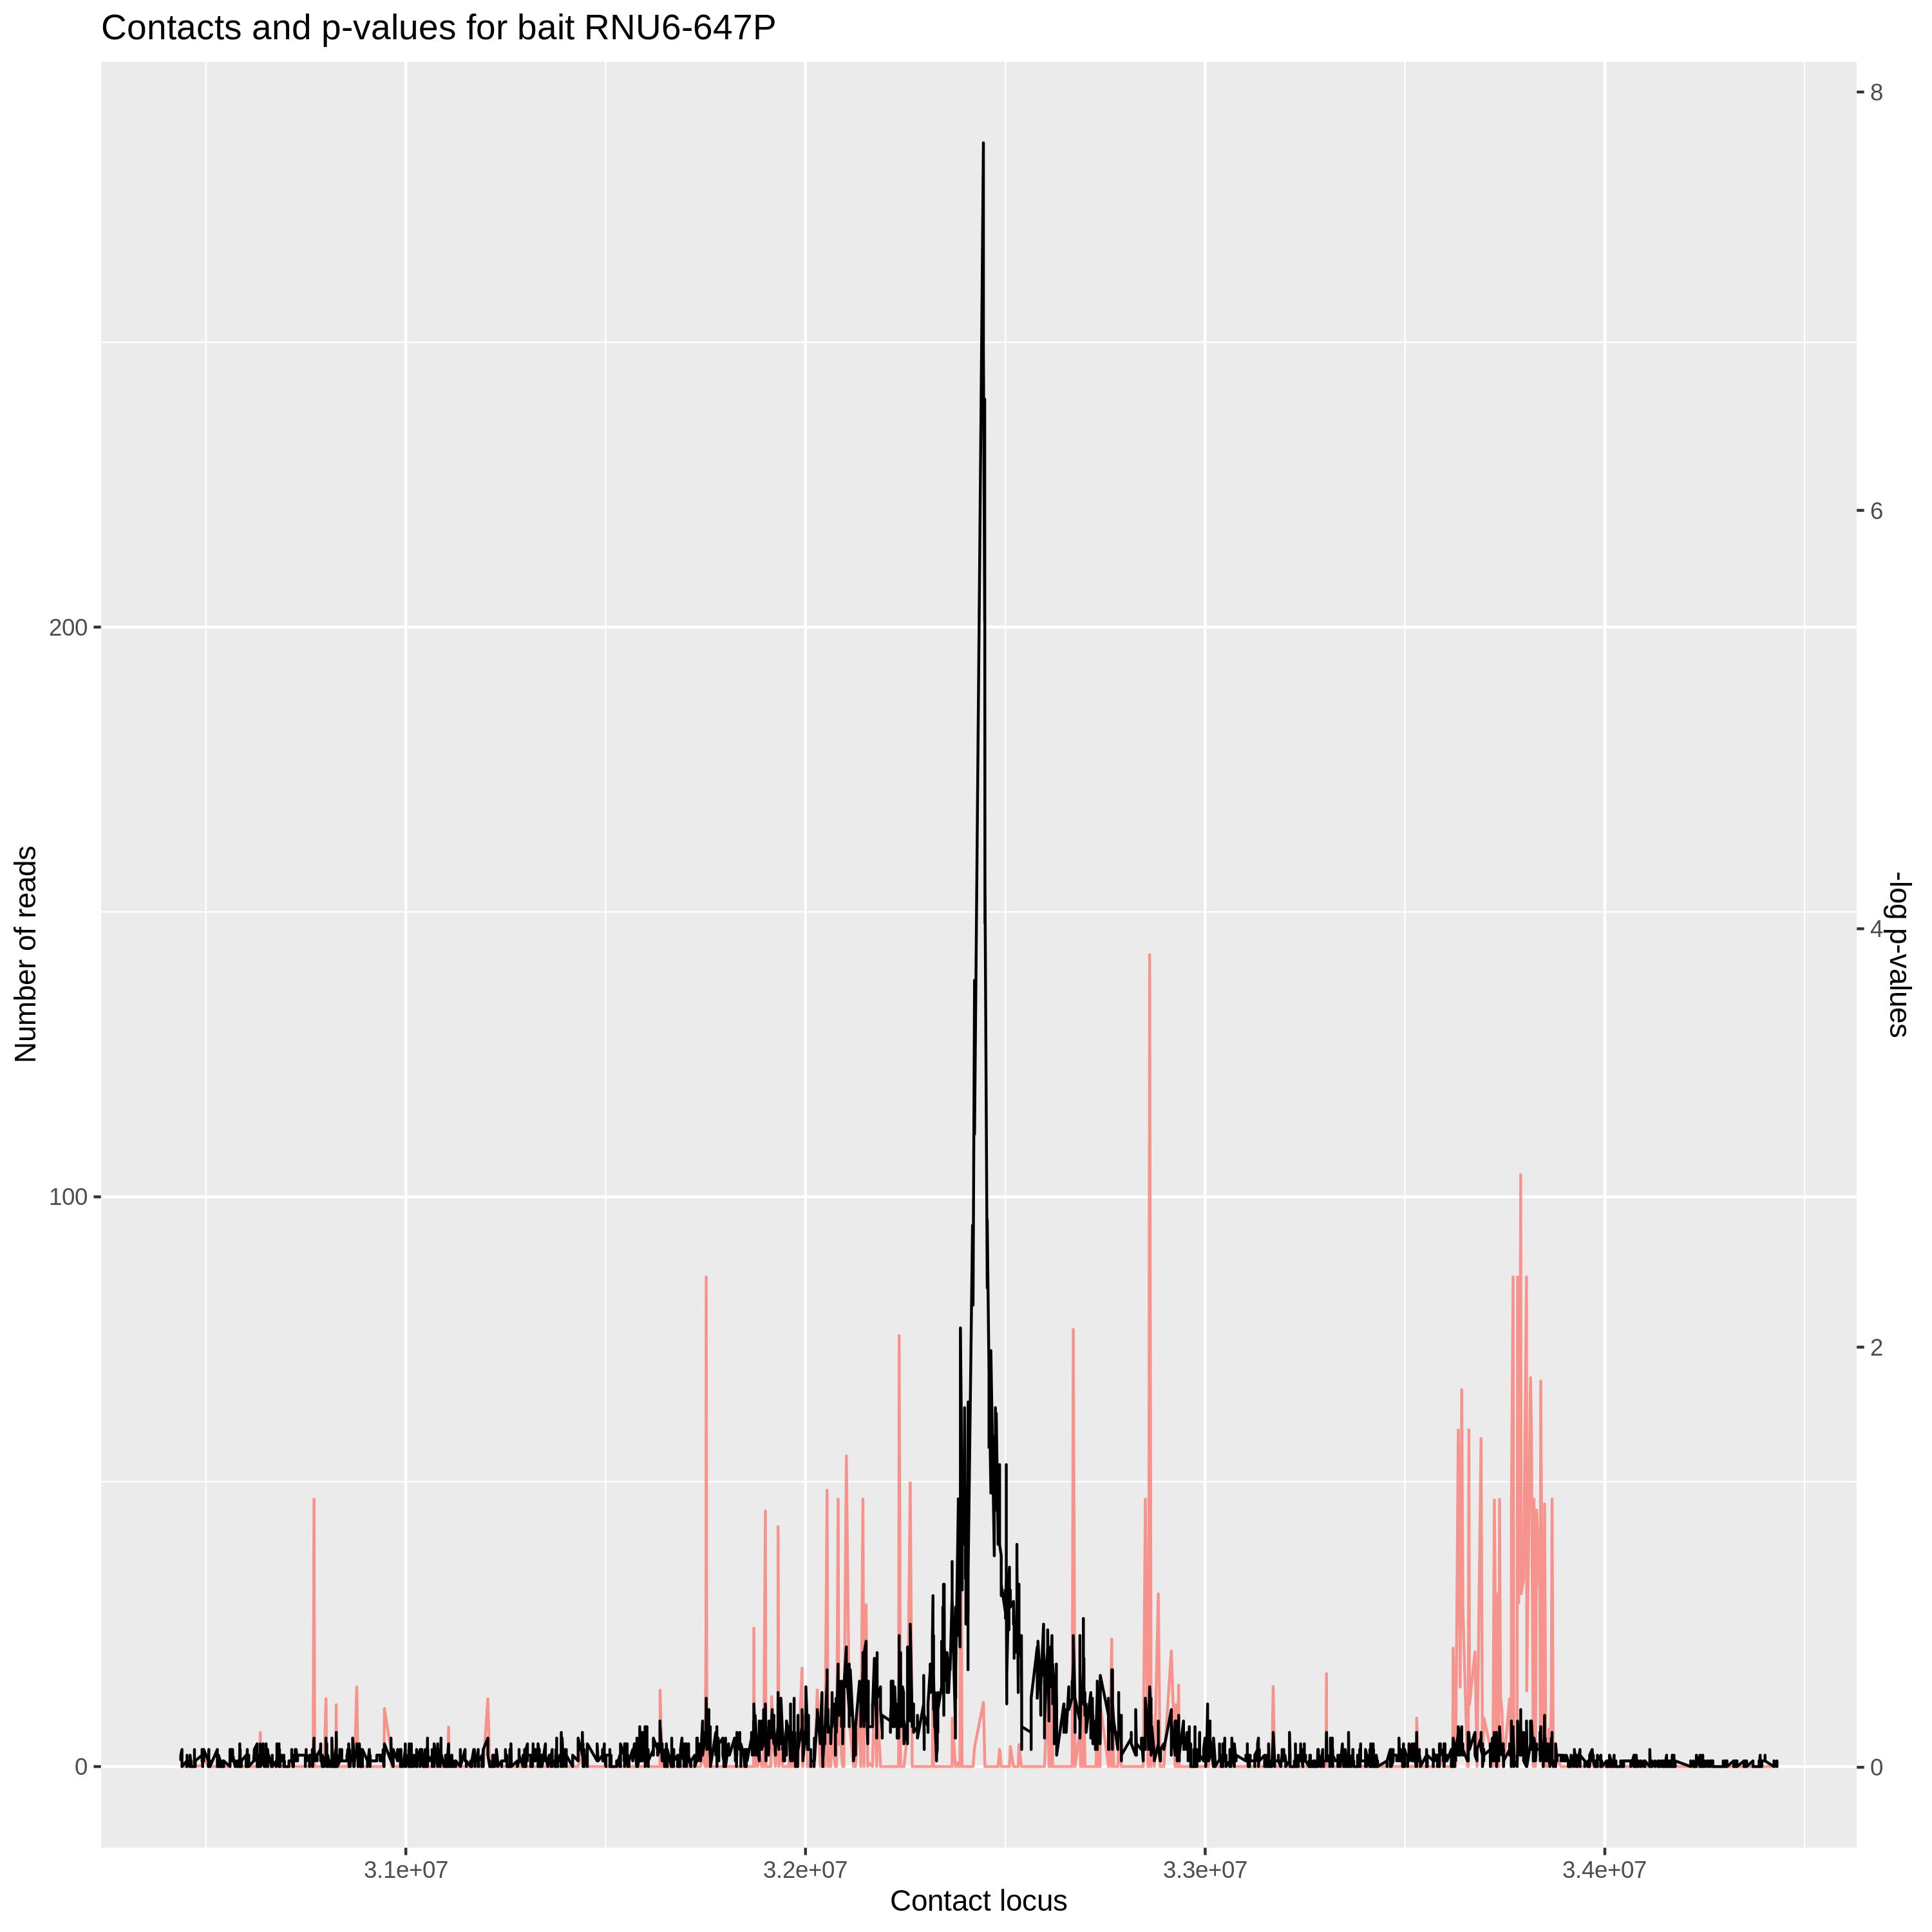 Contacts and p-values for bait RNU6-647P
8
6
200
Number of reads
-log p-values
4
100
2
0
0
3.1e+07
3.2e+07
3.3e+07
3.4e+07
Contact locus